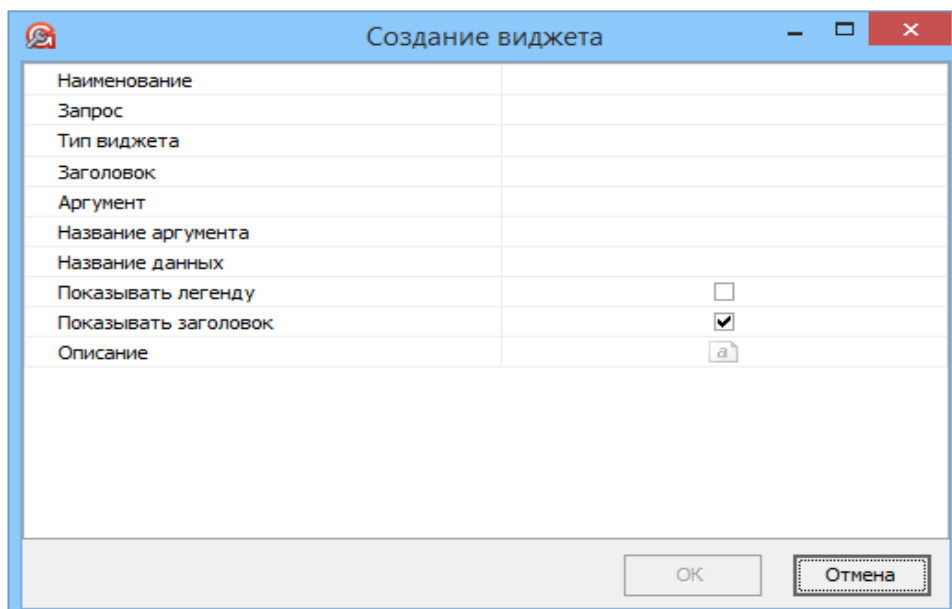 Создание виджета
Наименование
Запрос
Тип виджета
Заголовок
Аргумент
Название аргумента
Название данных
Показывать легенду
Показывать заголовок
Описание
a
OK
Отмена